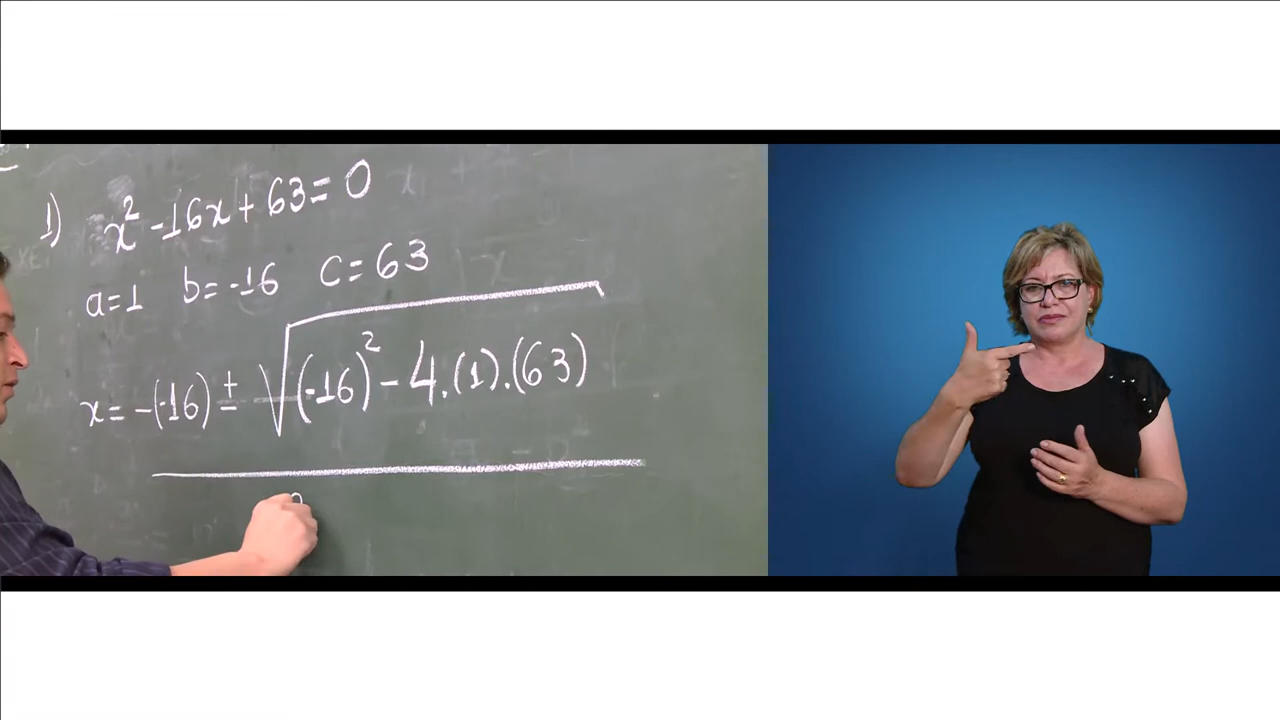 1) x² -16x + 63 = 0
a=1 b=-16 c=63
x = -(-16) ± √(-16)² - 4.(1).(63)